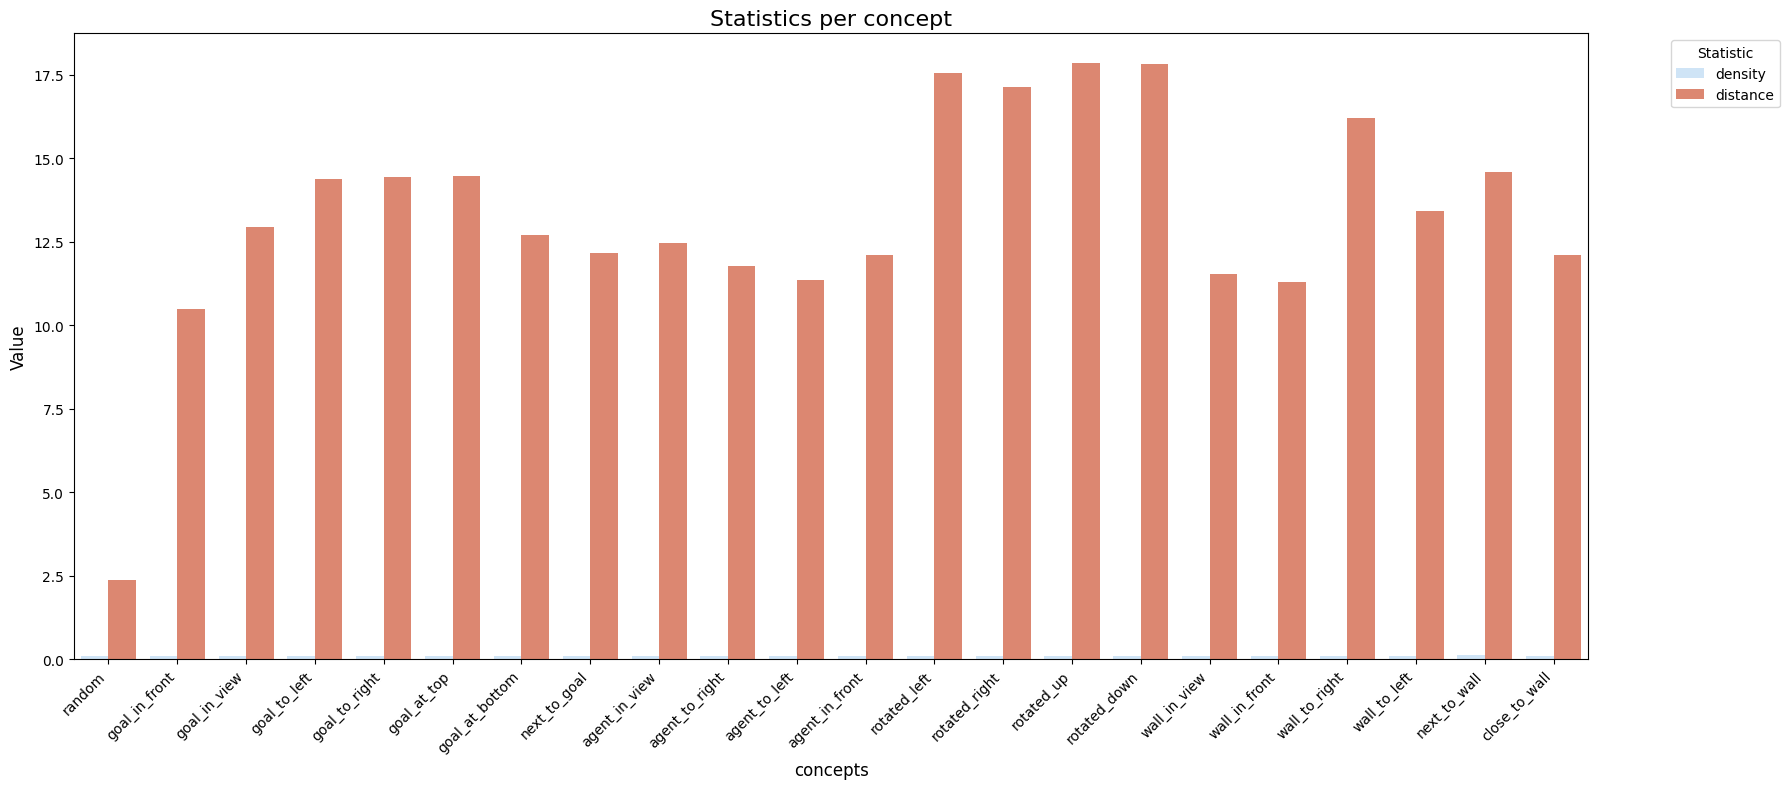 Statistics per concept
Statistic
density
distance
Value
17.5
15.0
12.5
10.0
7.5
5.0
2.5
0.0
random
goal_in_front
goal_in_view
goal_to_left
goal_to_right
goal_at_top
goal_at_bottom
next_to_goal
agent_in_view
agent_to_right
agent_to_left
agent_in_front
rotated_left
rotated_right
rotated_up
rotated_down
wall_in_view
wall_in_front
wall_to_right
wall_to_left
next_to_wall
close_to_wall
concepts